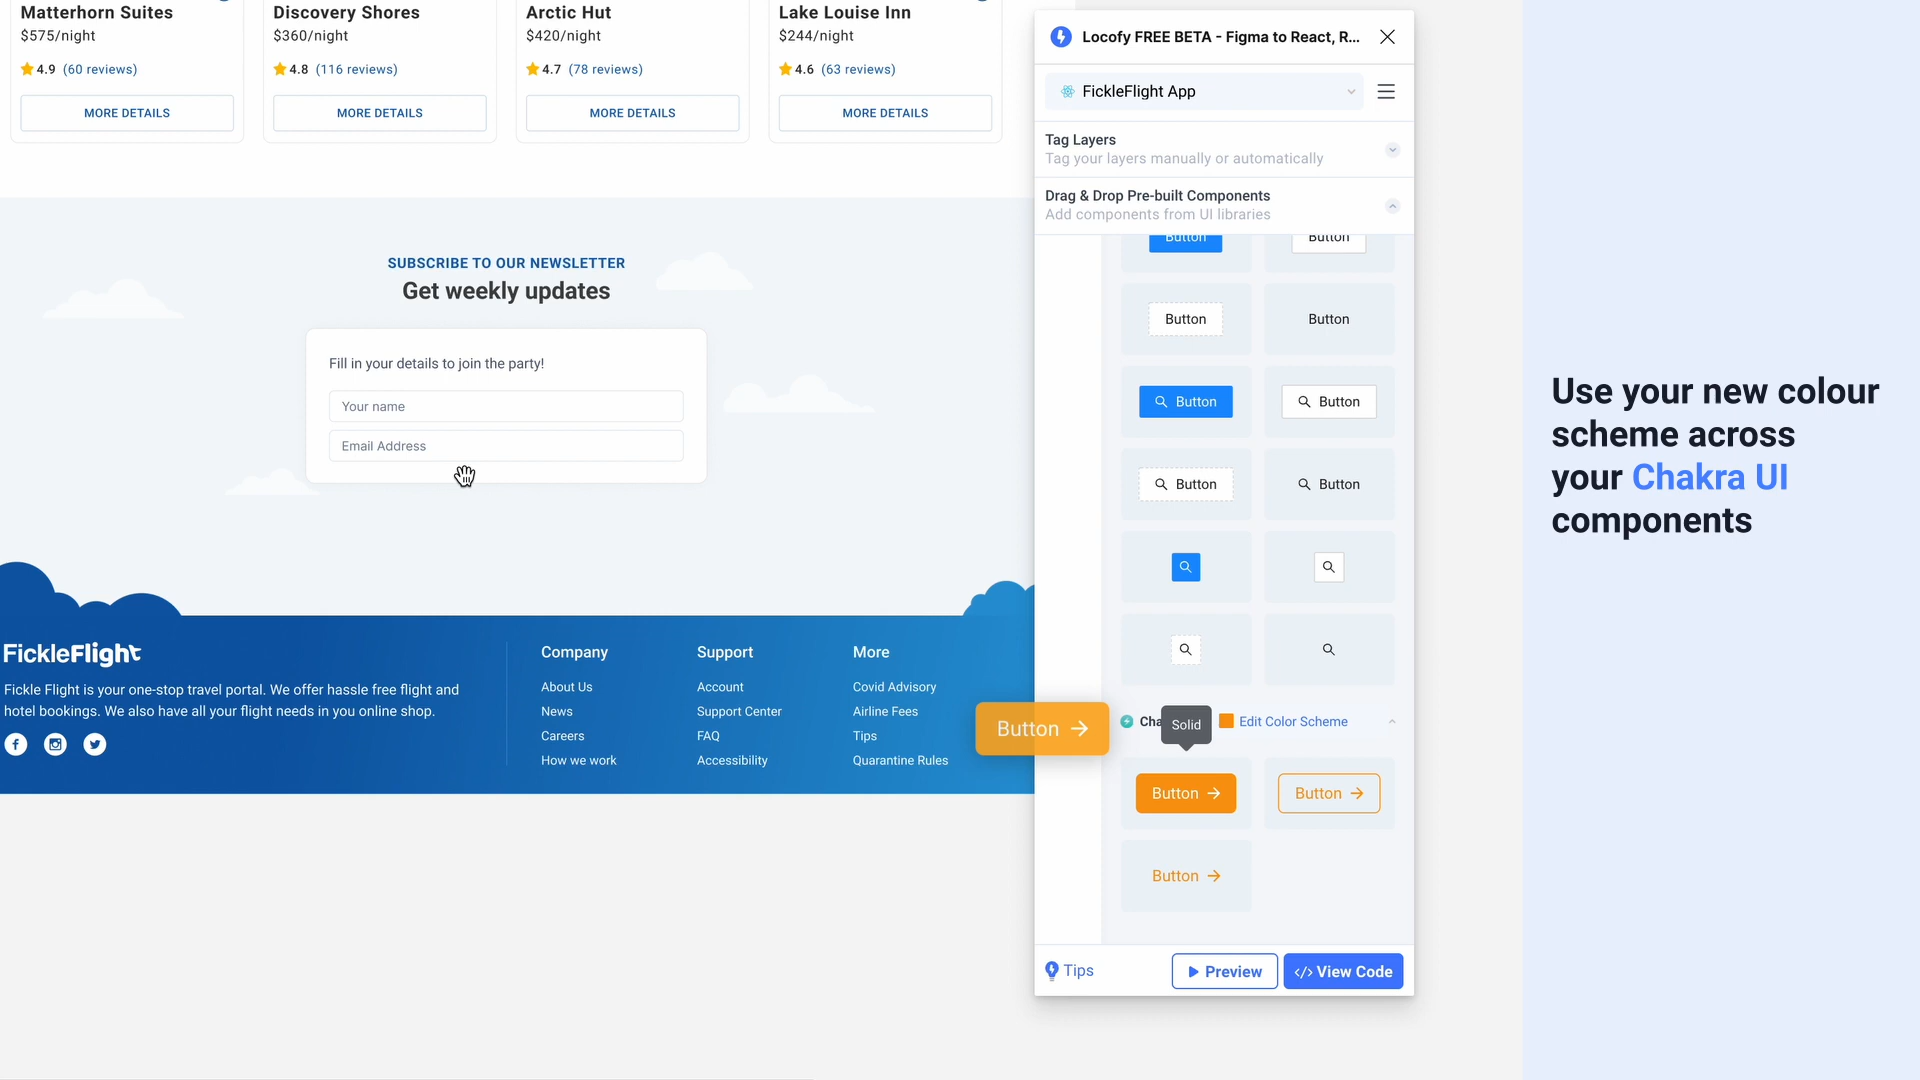 Matterhorn Suites
$575/night
4.9 (60 reviews)
MORE DETAILS
Discovery Shores
$360/night
4.8 (116 reviews)
MORE DETAILS
Arctic Hut
$420/night
4.7 (78 reviews)
MORE DETAILS
Lake Louise Inn
$244/night
4.6 (63 reviews)
MORE DETAILS
SUBSCRIBE TO OUR NEWSLETTER
Get weekly updates
Fill in your details to join the party!
Your name
Email Address
FickleFlight
Fickle Flight is your one-stop travel portal. We offer hassle free flight and
hotel bookings. We also have all your flight needs in you online shop.
Company
About Us
News
Careers
How we work
Support
Account
Support Center
FAQ
Accessibility
More
Covid Advisory
Airline Fees
Tips
Quarantine Rules
Button
Locofy FREE BETA - Figma to React, R...
FickleFlight App
Tag Layers
Tag your layers manually or automatically
Drag & Drop Pre-built Components
Add components from UI libraries
Button
Button
Button
Button
Button
Button
Button
Button
Cha
Solid
Edit Color Scheme
Button
Button
Button
Tips
Preview
</> View Code
Use your new colour
scheme across
your Chakra UI
components